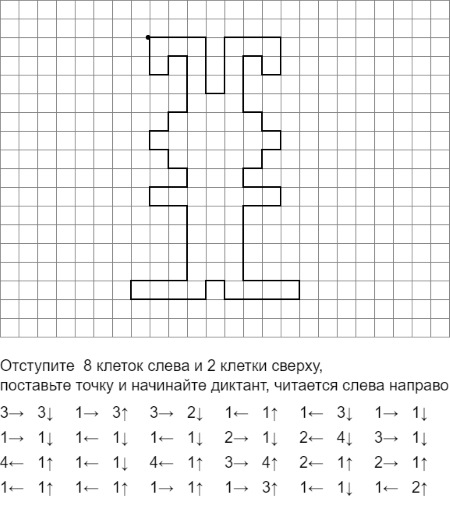 Отступите 8 клеток слева и 2 клетки сверху,
поставьте точку и начинайте диктант, читается слева направо
3→ 3↓ 1→ 3↑ 3→ 2↓ 1← 1↑ 1← 3↓ 1→ 1↓
1→ 1↓ 1← 1↓ 1← 1↓ 2→ 1↓ 2← 4↓ 3→ 1↓
4← 1↑ 1← 1↓ 4← 1↑ 3→ 4↑ 2← 1↑ 2→ 1↑
1← 1↑ 1← 1↑ 1→ 1↑ 1→ 3↑ 1← 1↓ 1← 2↑